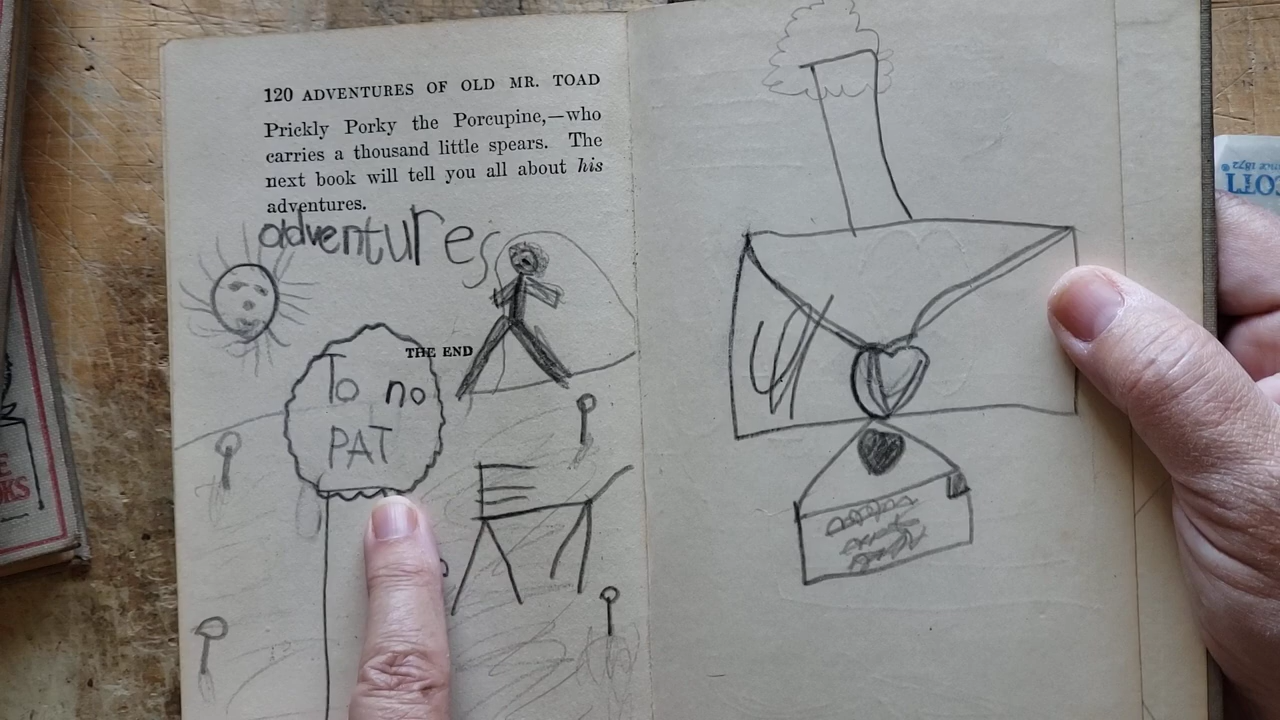 120 ADVENTURES OF OLD MR. TOAD
Prickly Porky the Porcupine,—who
carries a thousand little spears. The
next book will tell you all about his
adventures.
adventures
THE END
To no
PAT